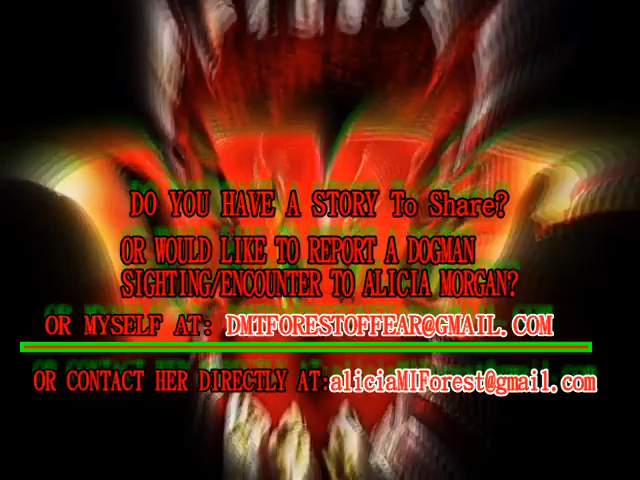 DO YOU HAVE A STORY To Share?
OR WOULD LIKE TO REPORT A DOGMAN
SIGHTING/ENCOUNTER TO ALICIA MORGAN?
OR MYSELF AT: DMTFORESTOFFEAR@GMAIL.COM
OR CONTACT HER DIRECTLY AT:aliciaMIForest@gmail.com